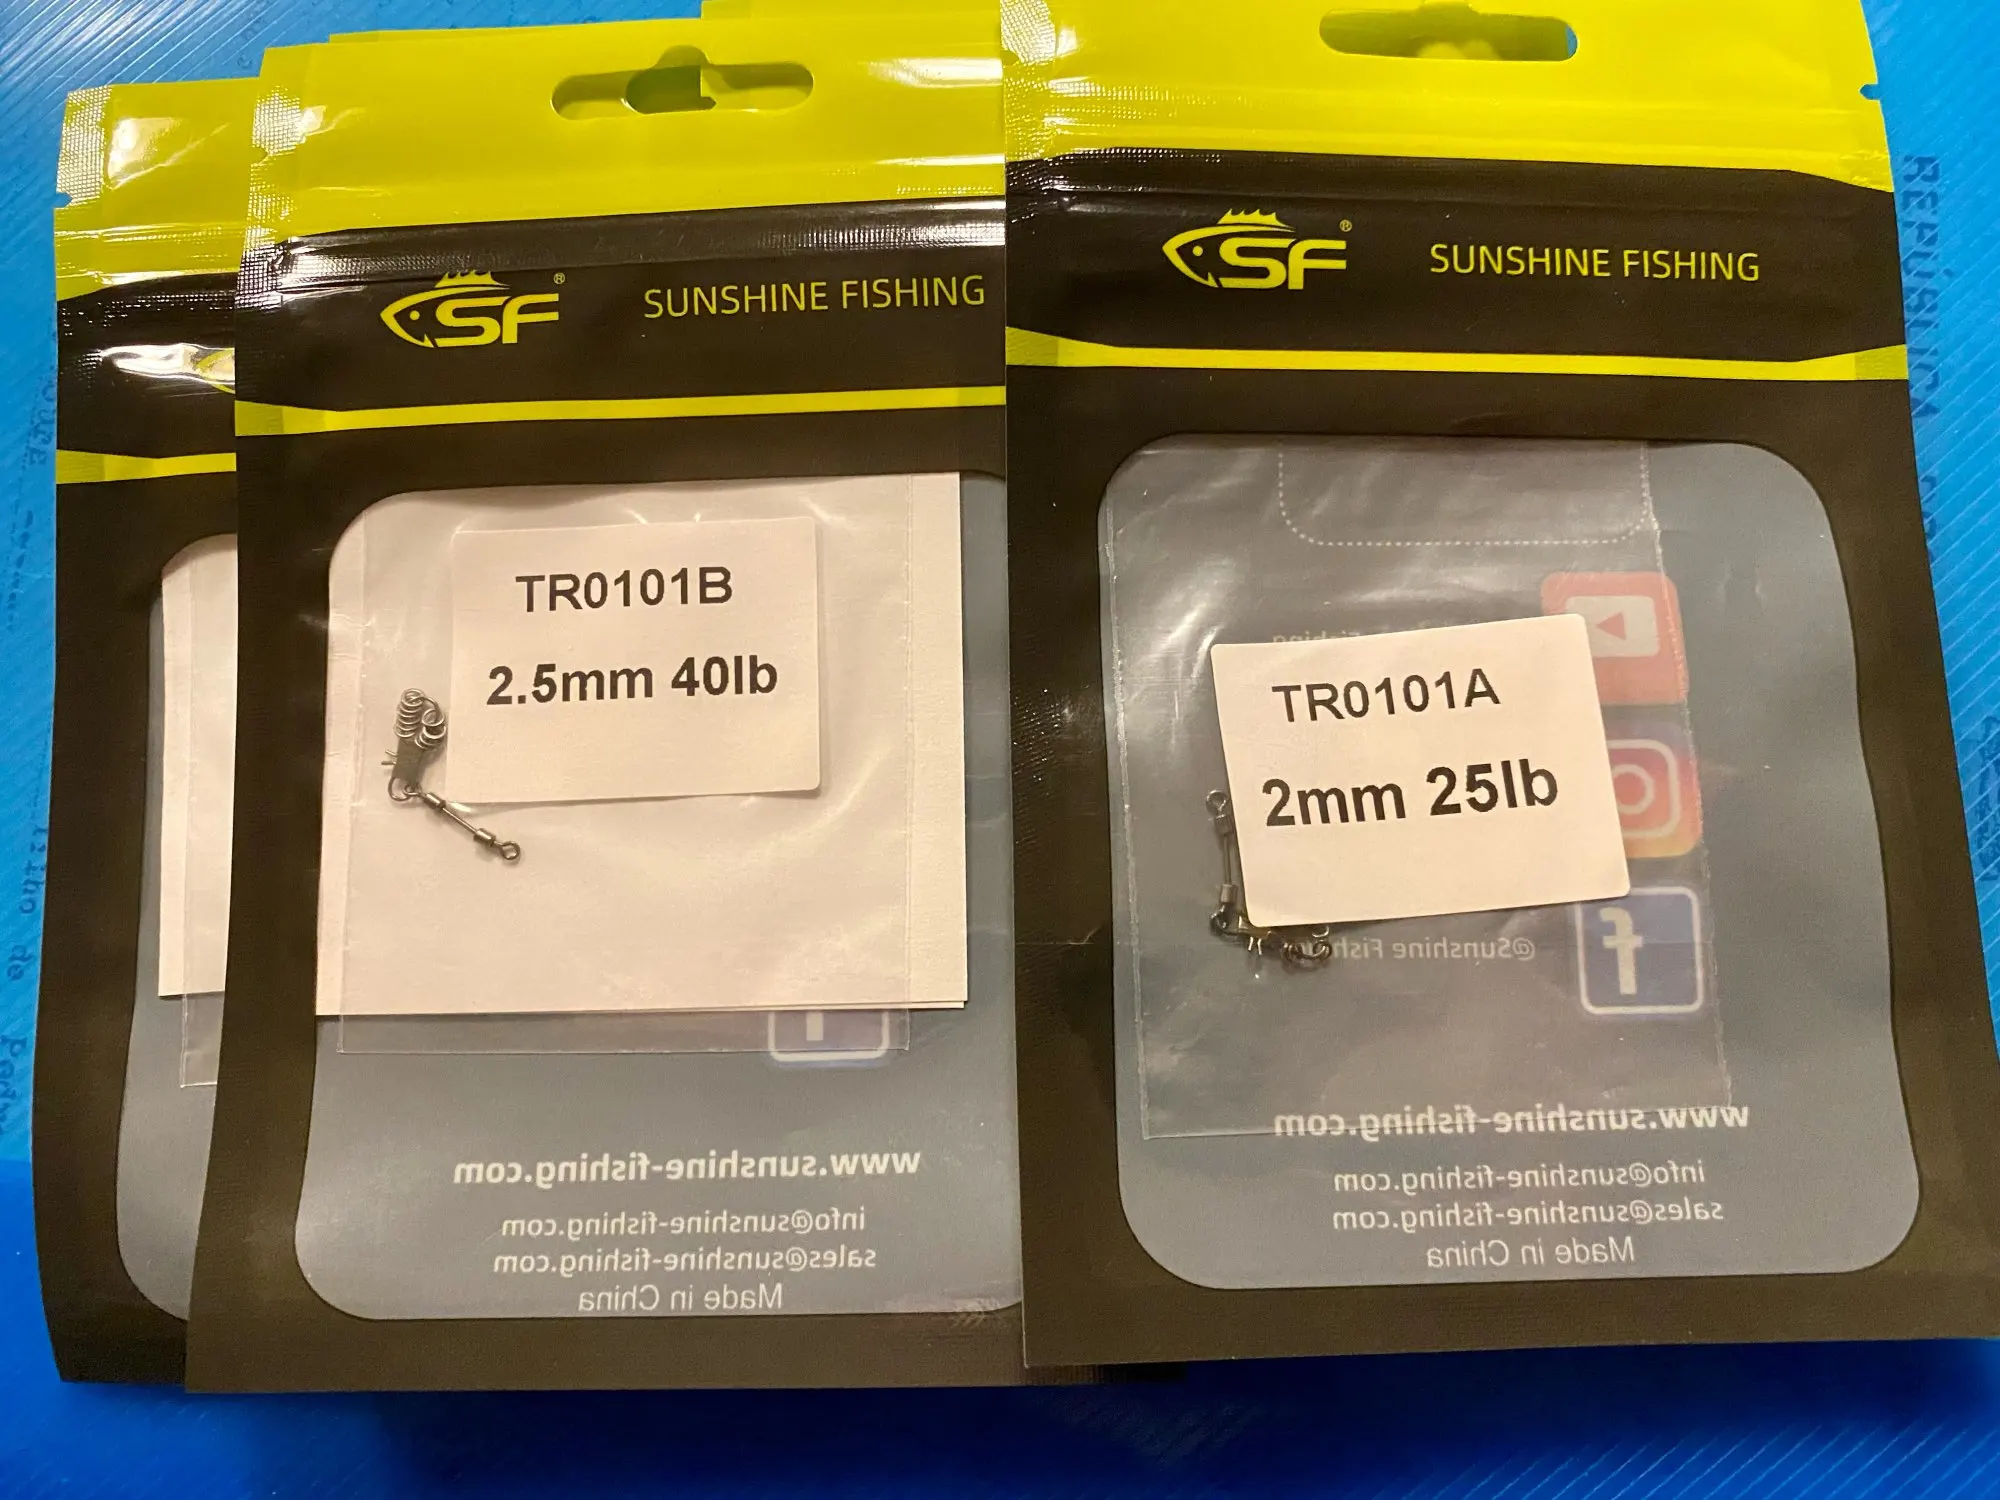 SF®
SUNSHINE FISHING
TR0101B
2.5mm 40lb
f
www.sunshine-fishing.com
info@sunshine-fishing.com
sales@sunshine-fishing.com
Made in China
SF®
SUNSHINE FISHING
TR0101A
2mm 25lb
f
@Sunshine Fishing
www.sunshine-fishing.com
info@sunshine-fishing.com
sales@sunshine-fishing.com
Made in China